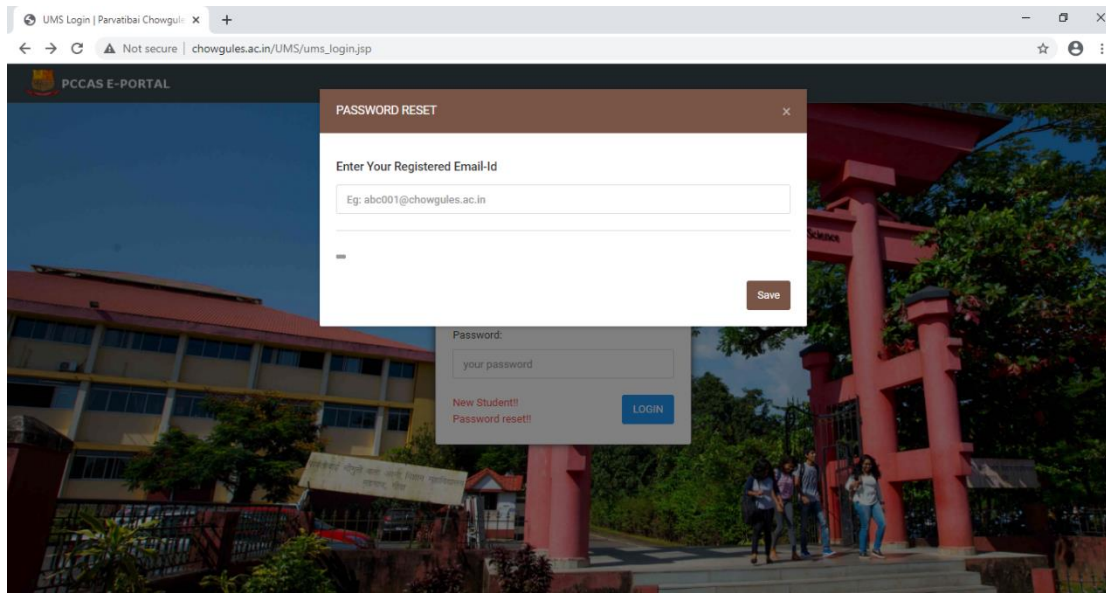 UMS Login | Parvatibai Chowgule
Not secure | chowgules.ac.in/UMS/ums_login.jsp
PCCAS E-PORTAL
PASSWORD RESET
Enter Your Registered Email-Id
Eg: abc001@chowgules.ac.in
Science
Save
Password:
your password
New Student!!
LOGIN
Password reset!!